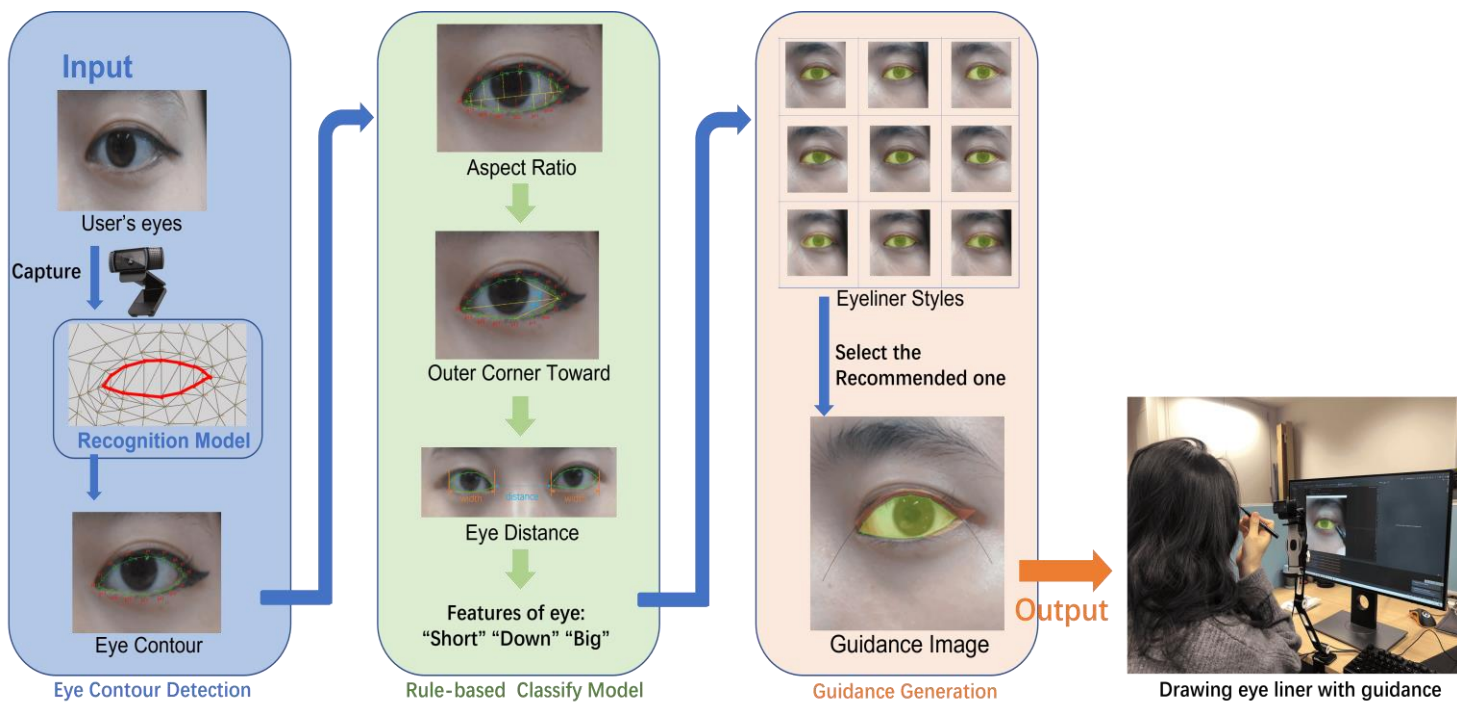 Input
User's eyes
Capture
Recognition Model
Eye Contour
Eye Contour Detection
Aspect Ratio
Outer Corner Toward
width
distance
width
Eye Distance
Features of eye:
“Short” “Down” “Big”
Rule-based Classify Model
Eyeliner Styles
Select the
Recommended one
Guidance Image
Guidance Generation
Output
Drawing eye liner with guidance